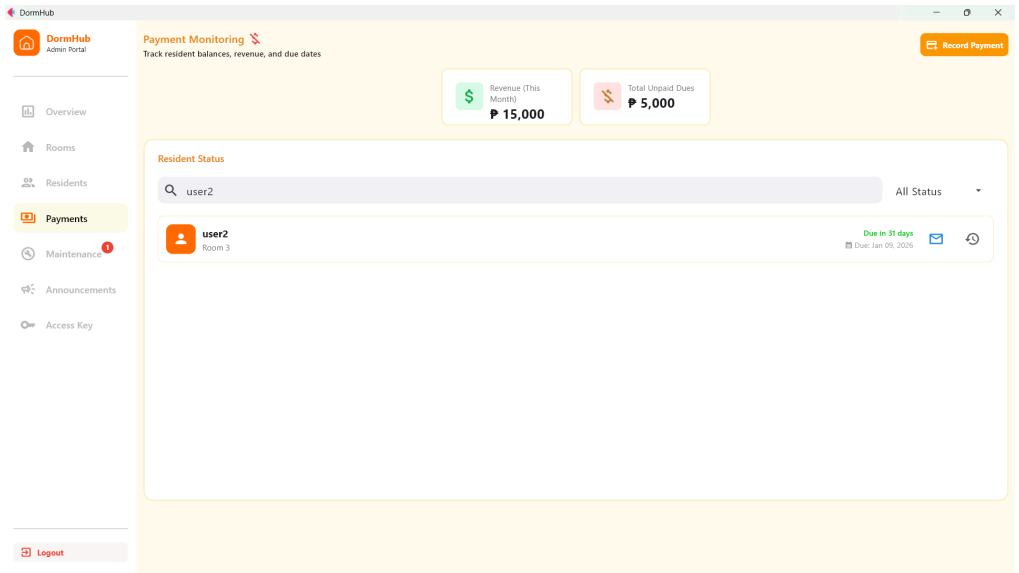 DormHub
DormHub
Admin Portal
Overview
Rooms
Residents
Payments
Maintenance
1
Announcements
Access Key
Logout
Payment Monitoring
Track resident balances, revenue, and due dates
Record Payment
Revenue (This
Month)
₱ 15,000
Total Unpaid Dues
₱ 5,000
Resident Status
user2
All Status
user2
Room 3
Due in 31 days
Due: Jan 09, 2026